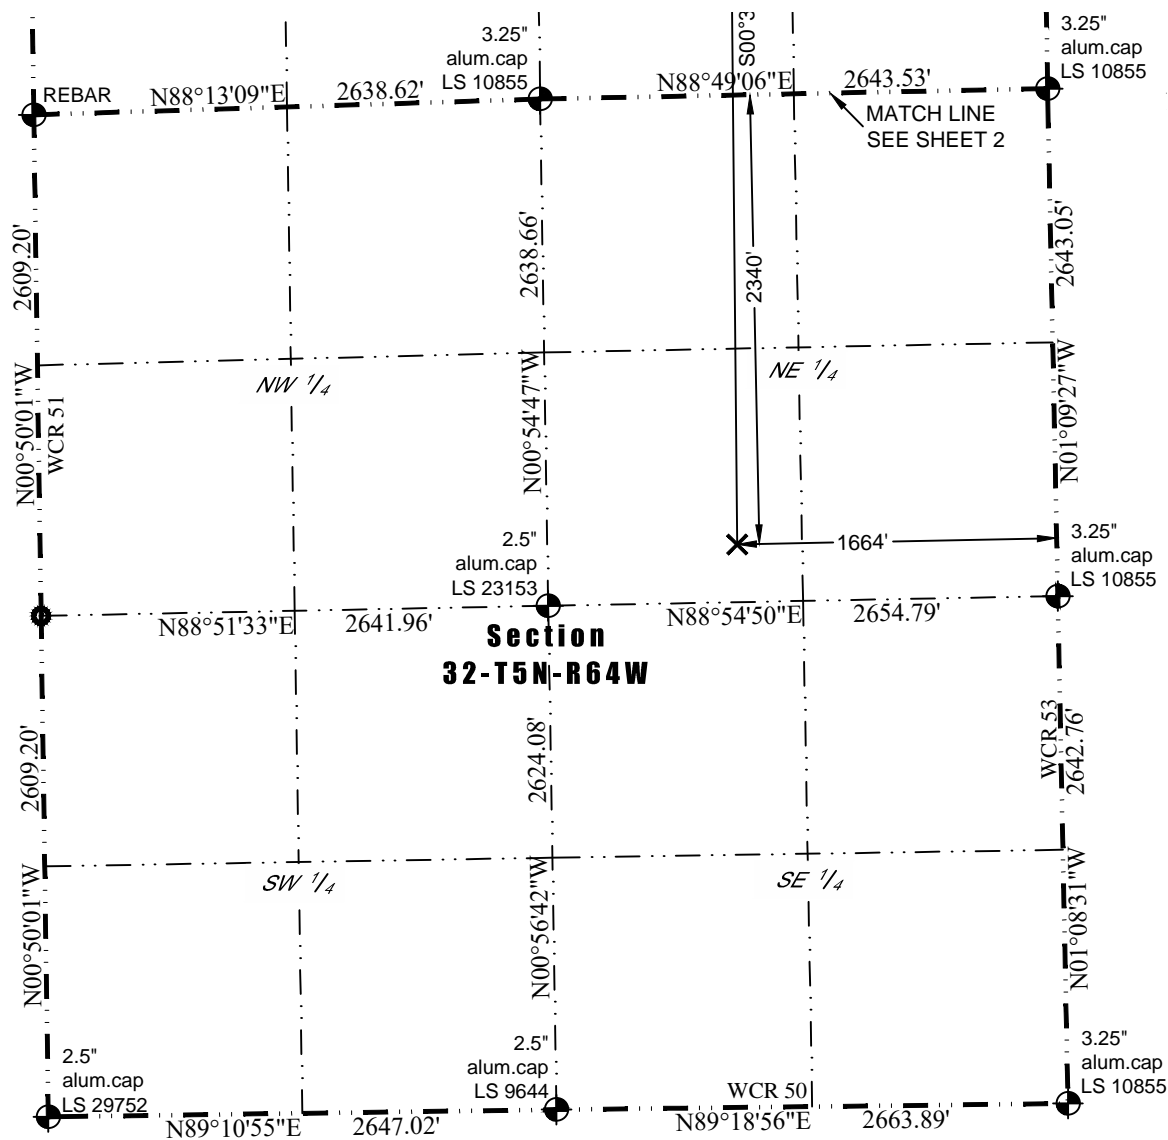 3.25"
alum.cap
LS 10855
S00°3
3.25"
alum.cap
LS 10855
REBAR
N88°13'09"E
2638.62'
N88°49'06"E
2643.53'
MATCH LINE
SEE SHEET 2
2609.20'
2638.66'
2340'
2643.05'
NW 1/4
NE 1/4
N00°50'01"W
WCR 51
N00°54'47"W
N01°09'27"W
2.5"
alum.cap
LS 23153
1664'
3.25"
alum.cap
LS 10855
N88°51'33"E
2641.96'
N88°54'50"E
2654.79'
Section
32-T5N-R64W
2609.20'
2624.08'
WCR 53
2642.76'
SW 1/4
SE 1/4
N00°50'01"W
N00°56'42"W
N01°08'31"W
2.5"
alum.cap
LS 29752
2.5"
alum.cap
LS 9644
WCR 50
3.25"
alum.cap
LS 10855
N89°10'55"E
2647.02'
N89°18'56"E
2663.89'